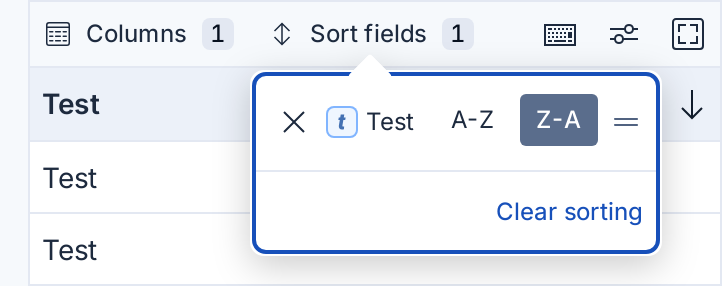 Columns 1 Sort fields 1
Test
t Test A-Z Z-A
Test
Clear sorting
Test